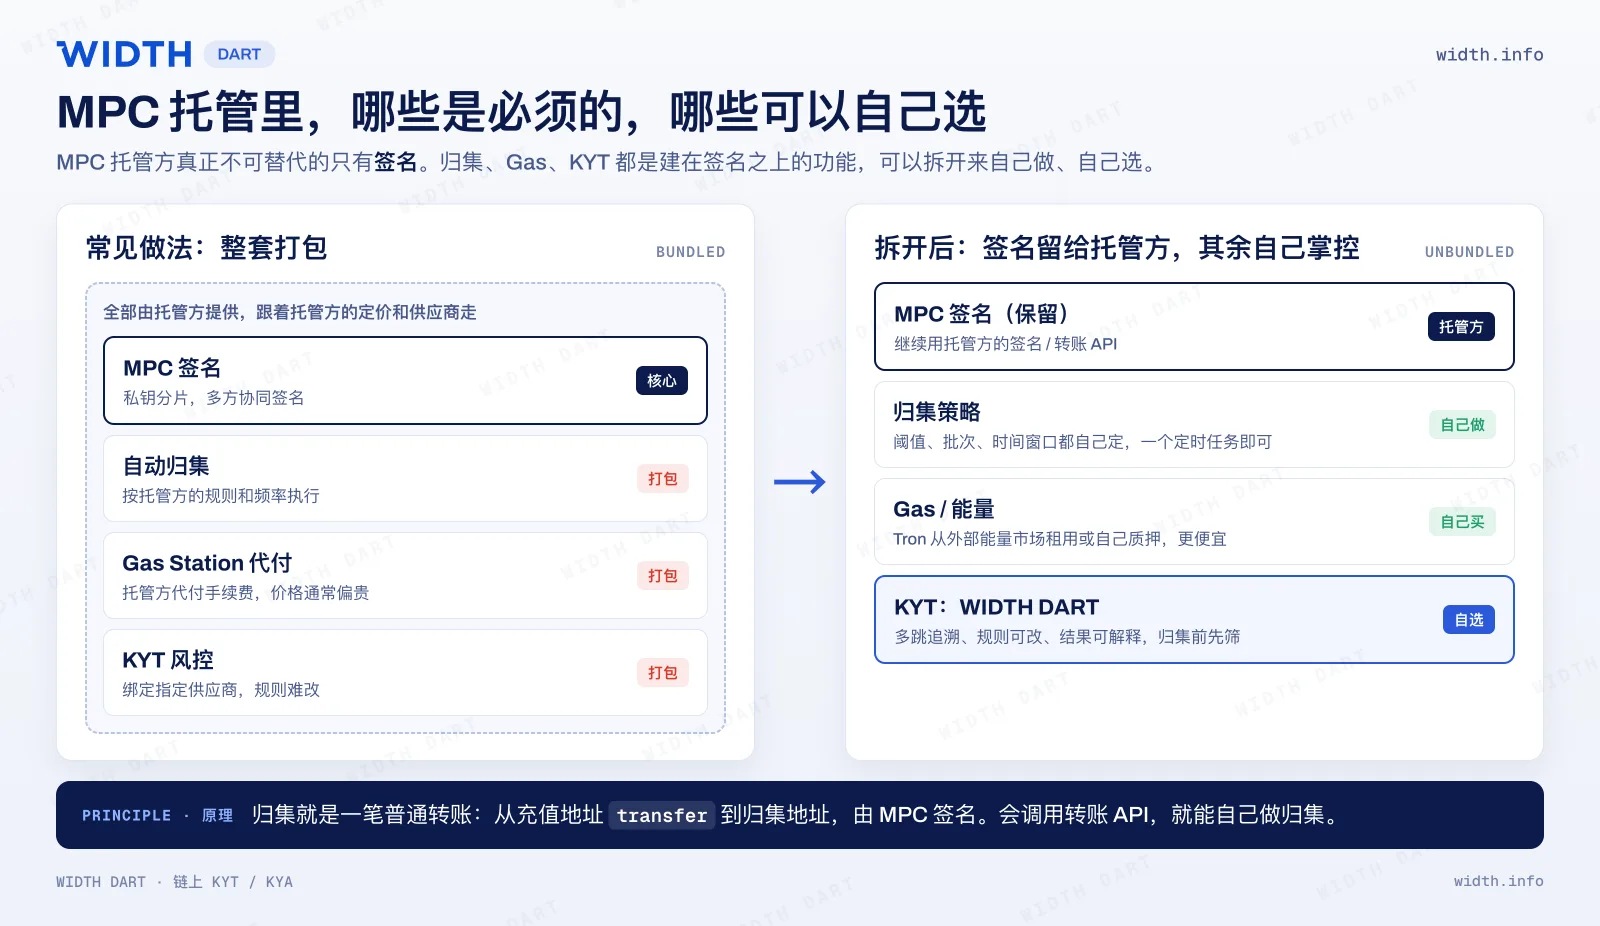 WIDTH DART
width.info
MPC 托管里，哪些是必须的，哪些可以自己选
MPC 托管方真正不可替代的只有签名。归集、Gas、KYT 都是建在签名之上的功能，可以拆开来自己做、自己选。
常见做法：整套打包
BUNDLED
全部由托管方提供，跟着托管方的定价和供应商走
MPC 签名
私钥分片，多方协同签名
核心
自动归集
按托管方的规则和频率执行
打包
Gas Station 代付
托管方代付手续费，价格通常偏贵
打包
KYT 风控
绑定指定供应商，规则难改
打包
拆开后：签名留给托管方，其余自己掌控
UNBUNDLED
MPC 签名（保留）
继续用托管方的签名 / 转账 API
托管方
归集策略
阈值、批次、时间窗口都自己定，一个定时任务即可
自己做
Gas / 能量
Tron 从外部能量市场租用或自己质押，更便宜
自己买
KYT：WIDTH DART
多跳追溯、规则可改、结果可解释，归集前先筛
自选
PRINCIPLE · 原理 归集就是一笔普通转账：从充值地址 transfer 到归集地址，由 MPC 签名。会调用转账 API，就能自己做归集。
WIDTH DART · 链上 KYT / KYA
width.info